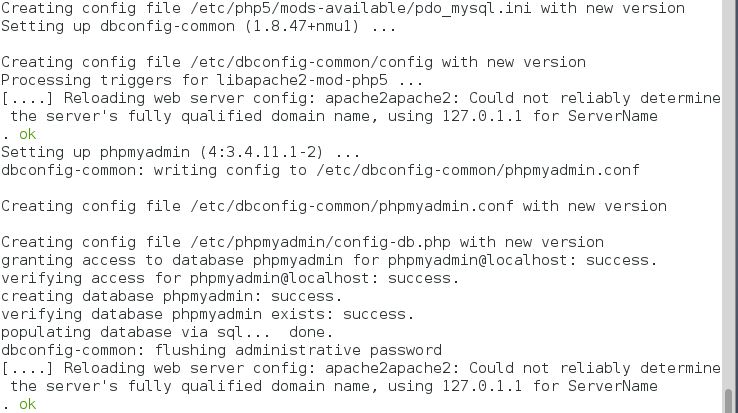 Creating config file /etc/php5/mods-available/pdo_mysql.ini with new version
Setting up dbconfig-common (1.8.47+nmu1) ...
Creating config file /etc/dbconfig-common/config with new version
Processing triggers for libapache2-mod-php5 ...
[....] Reloading web server config: apache2apache2: Could not reliably determine
the server's fully qualified domain name, using 127.0.1.1 for ServerName
. ok
Setting up phpmyadmin (4:3.4.11.1-2) ...
dbconfig-common: writing config to /etc/dbconfig-common/phpmyadmin.conf
Creating config file /etc/dbconfig-common/phpmyadmin.conf with new version
Creating config file /etc/phpmyadmin/config-db.php with new version
granting access to database phpmyadmin for phpmyadmin@localhost: success.
verifying access for phpmyadmin@localhost: success.
creating database phpmyadmin: success.
verifying database phpmyadmin exists: success.
populating database via sql...  done.
dbconfig-common: flushing administrative password
[....] Reloading web server config: apache2apache2: Could not reliably determine
the server's fully qualified domain name, using 127.0.1.1 for ServerName
. ok